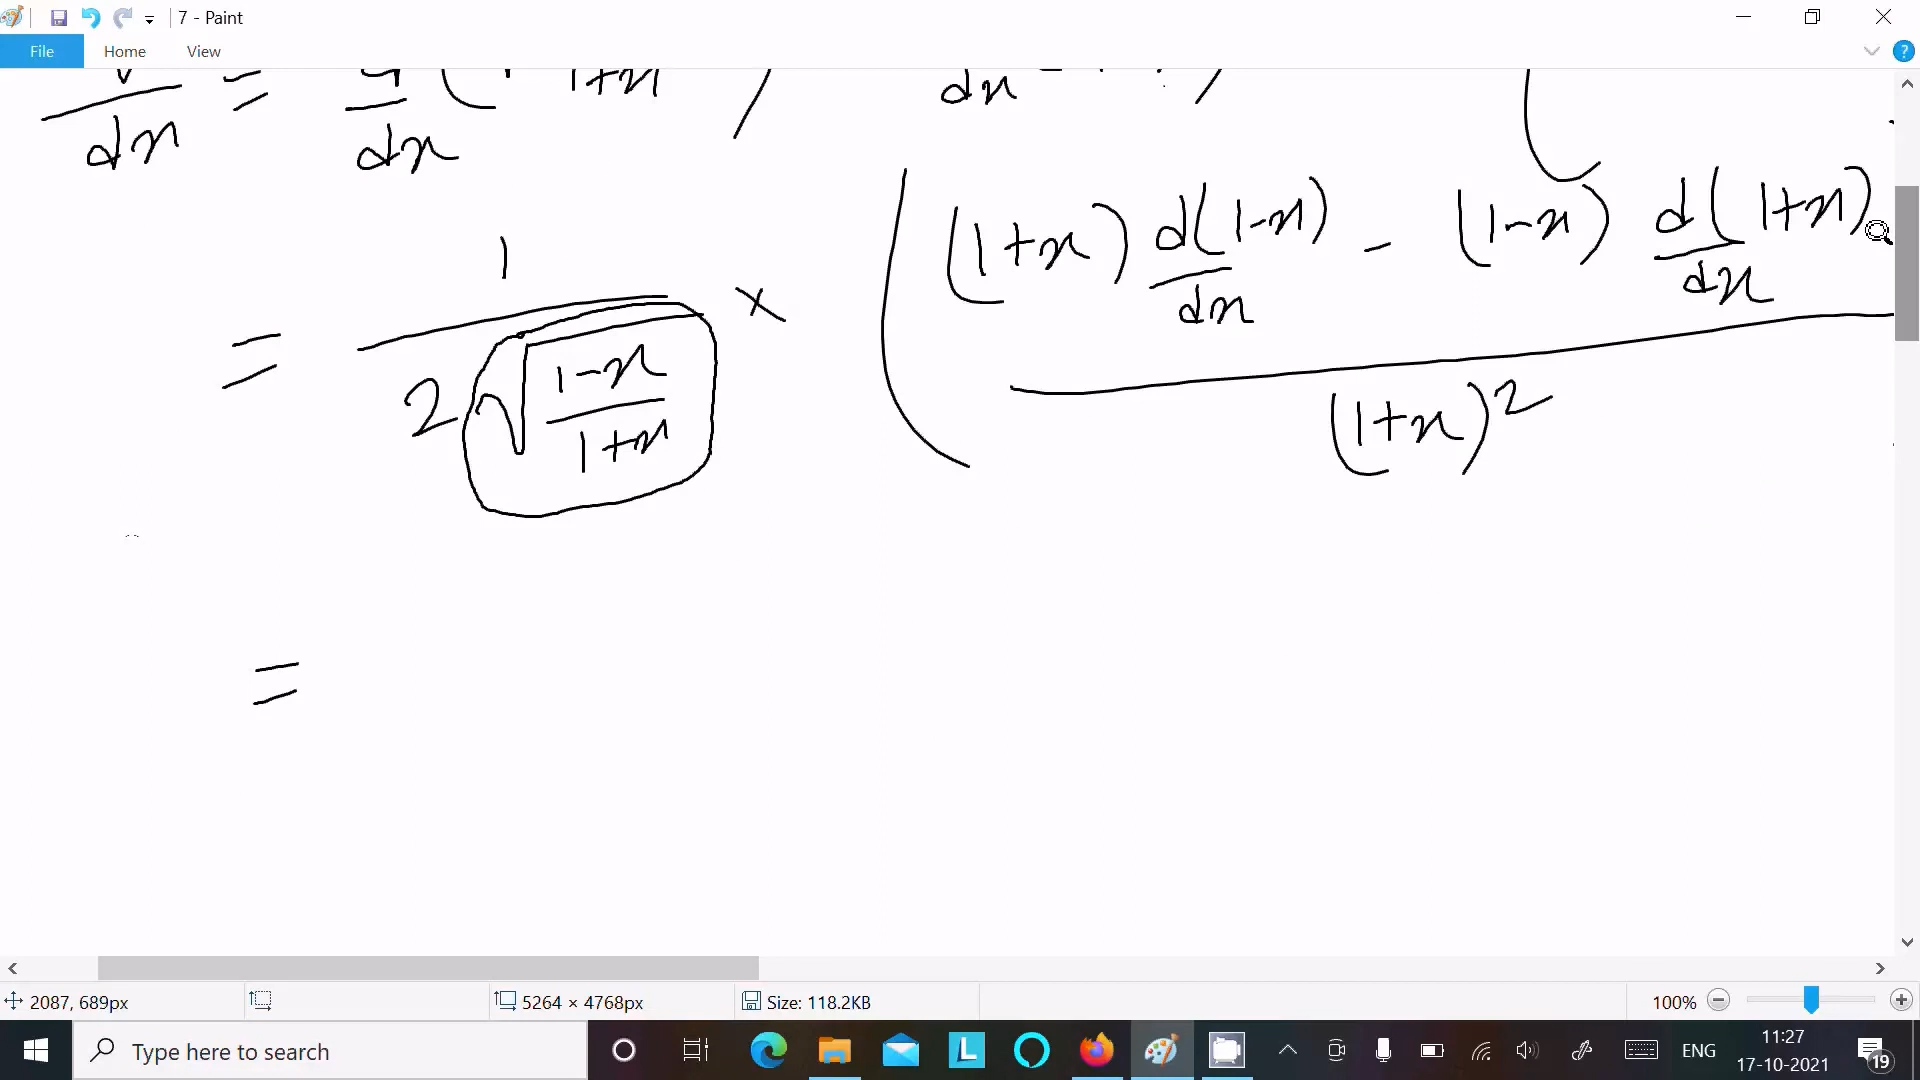 7 - Paint
File Home View
dx = d/dx ( 1+x ) dx
= 1 / 2√((1-x)/(1+x)) × ( (1+x) d(1-x)/dx - (1-x) d(1+x)/dx / (1+x)²
=
2087, 689px 5264 × 4768px Size: 118.2KB 100%
Type here to search L ENG 11:27
17-10-2021 19